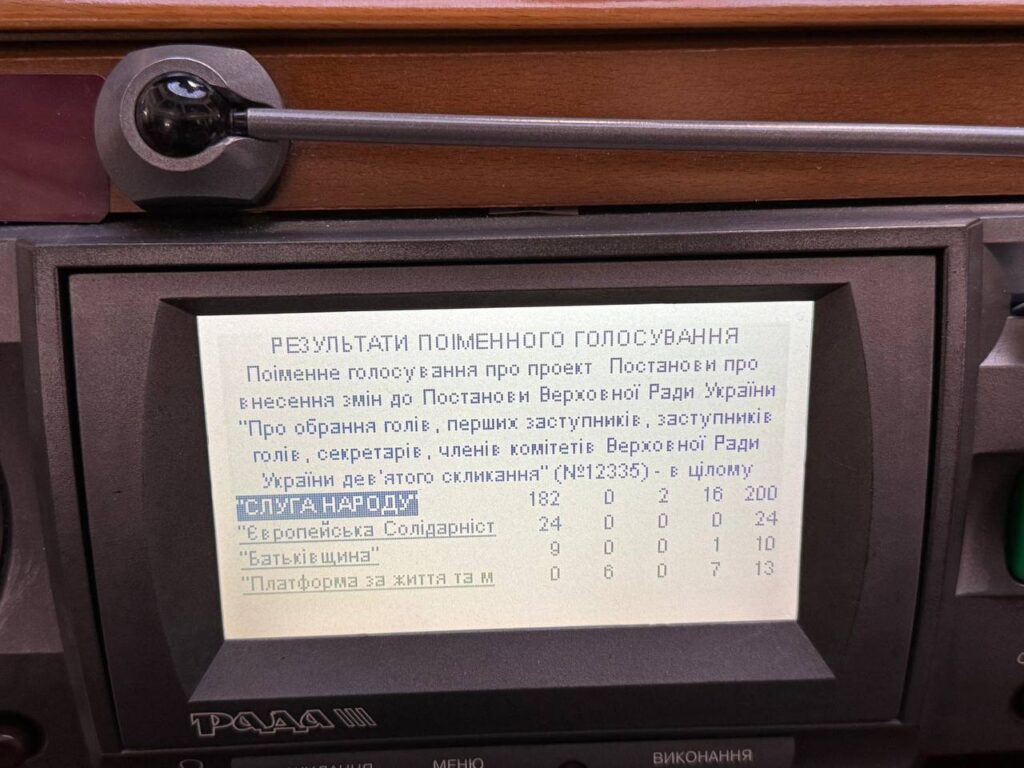 РЕЗУЛЬТАТИ ПОІМЕННОГО ГОЛОСУВАННЯ
Поіменне голосування про проект Постанови про
внесення змін до Постанови Верховної Ради України
"Про обрання голів, перших заступників, заступників
голів, секретарів, членів комітетів Верховної Ради
України дев'ятого скликання" (№12335) - в цілому
"СЛУГА НАРОДУ" 182 0 2 16 200
"Європейська Солідарніст 24 0 0 0 24
"Батьківщина" 9 0 0 1 10
"Платформа за життя та м 0 6 0 7 13
РАДА III
МЕНЮ
ВИКОНАННЯ